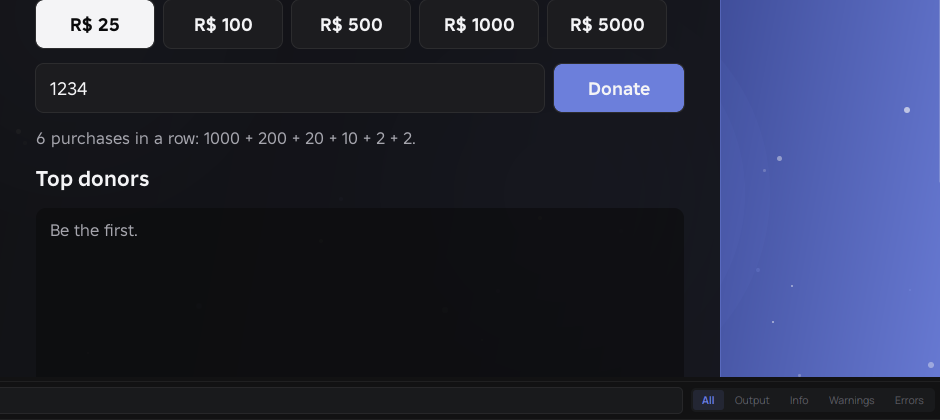 R$ 25 R$ 100 R$ 500 R$ 1000 R$ 5000
1234 Donate
6 purchases in a row: 1000 + 200 + 20 + 10 + 2 + 2.
Top donors
Be the first.
All Output Info Warnings Errors